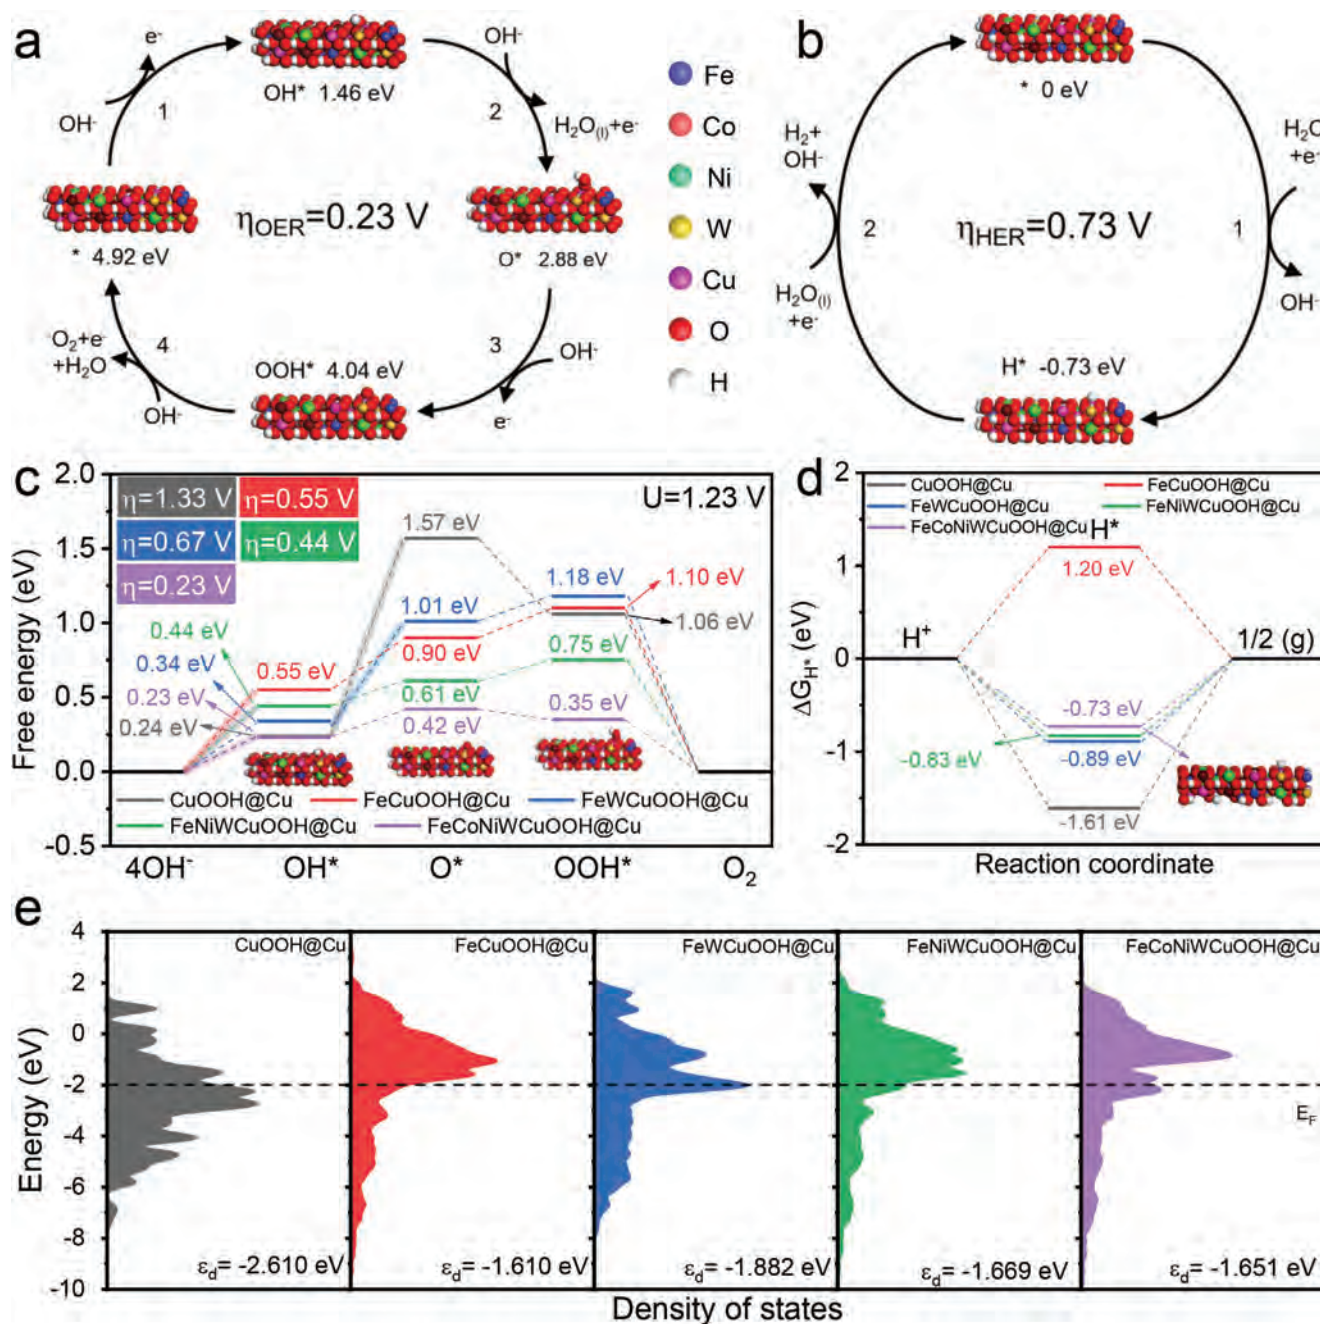 a
e-
OH-
1
OH* 1.46 eV
OH-
2
H2O(l)+e-
ηOER=0.23 V
* 4.92 eV
O* 2.88 eV
-O2+e-
+H2O
4
OH-
OOH* 4.04 eV
3
OH-
e-
Fe
Co
Ni
W
Cu
O
H
b
* 0 eV
H2+
OH-
2
H2O(l)
+e-
ηHER=0.73 V
1
H2O
+e-
OH-
H* -0.73 eV
c
η=1.33 V
η=0.55 V
η=0.67 V
η=0.44 V
η=0.23 V
U=1.23 V
Free energy (eV)
2.0
1.5
1.0
0.5
0.0
-0.5
1.57 eV
1.18 eV
1.10 eV
1.01 eV
1.06 eV
0.44 eV
0.55 eV
0.90 eV
0.75 eV
0.34 eV
0.23 eV
0.61 eV
0.35 eV
0.24 eV
0.42 eV
CuOOH@Cu
FeCuOOH@Cu
FeWCuOOH@Cu
FeNiWCuOOH@Cu
FeCoNiWCuOOH@Cu
4OH-
OH*
O*
OOH*
O2
d
ΔGH* (eV)
2
1
0
-1
-2
CuOOH@Cu
FeCuOOH@Cu
FeWCuOOH@Cu
FeNiWCuOOH@Cu
FeCoNiWCuOOH@Cu
H*
1.20 eV
H+
1/2 (g)
-0.73 eV
-0.83 eV
-0.89 eV
-1.61 eV
Reaction coordinate
e
Energy (eV)
4
2
0
-2
-4
-6
-8
-10
CuOOH@Cu
FeCuOOH@Cu
FeWCuOOH@Cu
FeNiWCuOOH@Cu
FeCoNiWCuOOH@Cu
EF
εd= -2.610 eV
εd= -1.610 eV
εd= -1.882 eV
εd= -1.669 eV
εd= -1.651 eV
Density of states